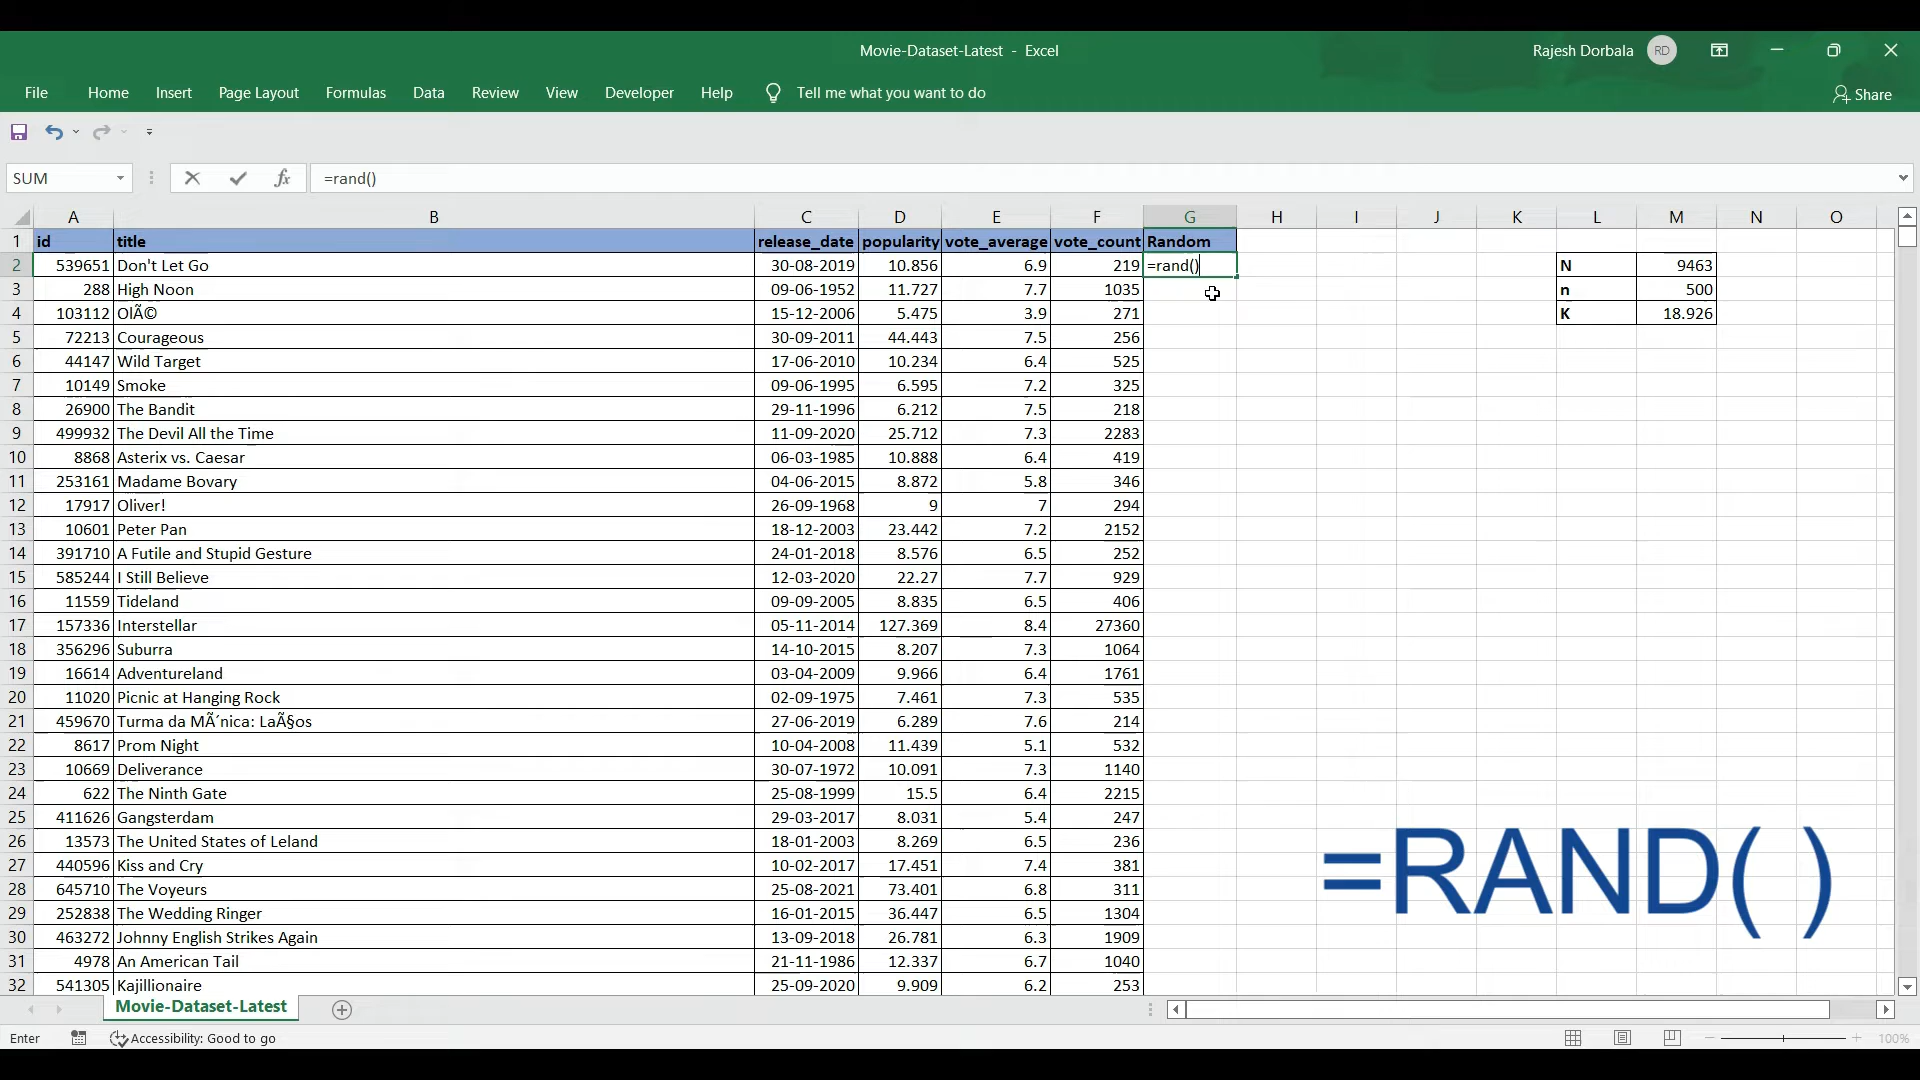 Movie-Dataset-Latest - Excel
Rajesh Dorbala RD
File Home Insert Page Layout Formulas Data Review View Developer Help Tell me what you want to do Share
SUM fx =rand()
A B C D E F G H I J K L M N O
1 id title release_date popularity vote_average vote_count Random
2 539651 Don't Let Go 30-08-2019 10.856 6.9 219 =rand() N 9463
3 288 High Noon 09-06-1952 11.727 7.7 1035 n 500
4 103112 OlÃ© 15-12-2006 5.475 3.9 271 K 18.926
5 72213 Courageous 30-09-2011 44.443 7.5 256
6 44147 Wild Target 17-06-2010 10.234 6.4 525
7 10149 Smoke 09-06-1995 6.595 7.2 325
8 26900 The Bandit 29-11-1996 6.212 7.5 218
9 499932 The Devil All the Time 11-09-2020 25.712 7.3 2283
10 8868 Asterix vs. Caesar 06-03-1985 10.888 6.4 419
11 253161 Madame Bovary 04-06-2015 8.872 5.8 346
12 17917 Oliver! 26-09-1968 9 7 294
13 10601 Peter Pan 18-12-2003 23.442 7.2 2152
14 391710 A Futile and Stupid Gesture 24-01-2018 8.576 6.5 252
15 585244 I Still Believe 12-03-2020 22.27 7.7 929
16 11559 Tideland 09-09-2005 8.835 6.5 406
17 157336 Interstellar 05-11-2014 127.369 8.4 27360
18 356296 Suburra 14-10-2015 8.207 7.3 1064
19 16614 Adventureland 03-04-2009 9.966 6.4 1761
20 11020 Picnic at Hanging Rock 02-09-1975 7.461 7.3 535
21 459670 Turma da MÃ´nica: LaÃ§os 27-06-2019 6.289 7.6 214
22 8617 Prom Night 10-04-2008 11.439 5.1 532
23 10669 Deliverance 30-07-1972 10.091 7.3 1140
24 622 The Ninth Gate 25-08-1999 15.5 6.4 2215
25 411626 Gangsterdam 29-03-2017 8.031 5.4 247
26 13573 The United States of Leland 18-01-2003 8.269 6.5 236
27 440596 Kiss and Cry 10-02-2017 17.451 7.4 381
28 645710 The Voyeurs 25-08-2021 73.401 6.8 311
29 252838 The Wedding Ringer 16-01-2015 36.447 6.5 1304
30 463272 Johnny English Strikes Again 13-09-2018 26.781 6.3 1909
31 4978 An American Tail 21-11-1986 12.337 6.7 1040
32 541305 Kajillionaire 25-09-2020 9.909 6.2 253
=RAND( )
Movie-Dataset-Latest
Enter Accessibility: Good to go 100%